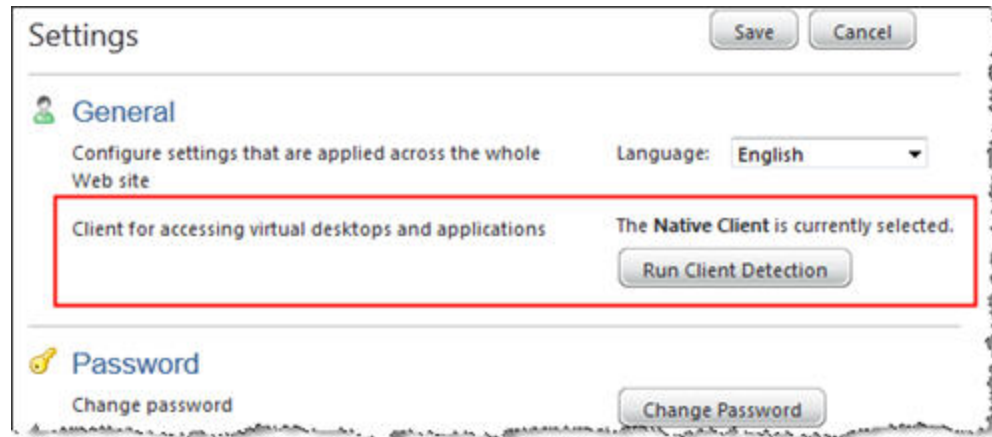 Settings
Save
Cancel
General
Configure settings that are applied across the whole
Web site
Language:
English
Client for accessing virtual desktops and applications
The Native Client is currently selected.
Run Client Detection
Password
Change password
Change Password